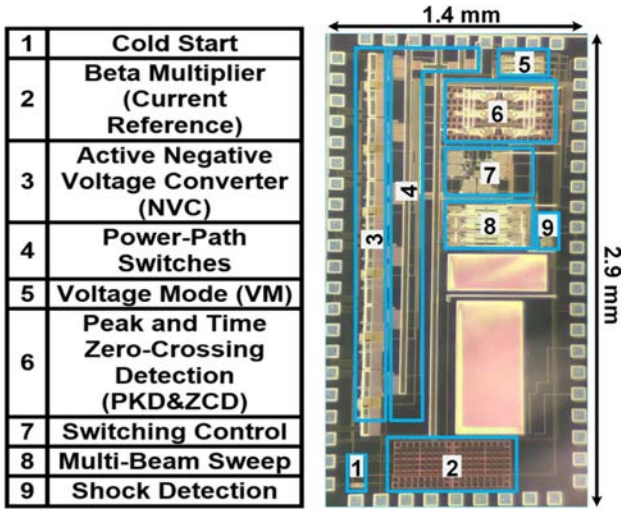 1 Cold Start
2 Beta Multiplier
(Current
Reference)
3 Active Negative
Voltage Converter
(NVC)
4 Power-Path
Switches
5 Voltage Mode (VM)
6 Peak and Time
Zero-Crossing
Detection
(PKD&ZCD)
7 Switching Control
8 Multi-Beam Sweep
9 Shock Detection
1.4 mm
5
6
4
7
3
8
9
2.9 mm
1
2